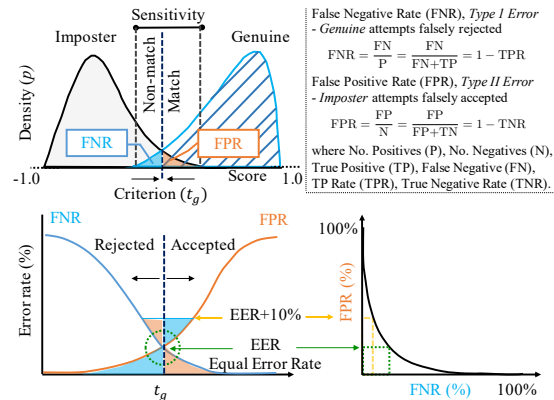 Sensitivity
Imposter
Genuine
Density (p)
Non-match
Match
FNR
FPR
-1.0
Score
1.0
Criterion (t_g)
False Negative Rate (FNR), Type I Error
- Genuine attempts falsely rejected
FNR = FN/P = FN/(FN+TP) = 1 − TPR
False Positive Rate (FPR), Type II Error
- Imposter attempts falsely accepted
FPR = FP/N = FP/(FP+TN) = 1 − TNR
where No. Positives (P), No. Negatives (N),
True Positive (TP), False Negative (FN),
TP Rate (TPR), True Negative Rate (TNR).
FNR
FPR
Rejected
Accepted
Error rate (%)
EER+10%
EER
Equal Error Rate
t_g
100%
FPR (%)
FNR (%)
100%